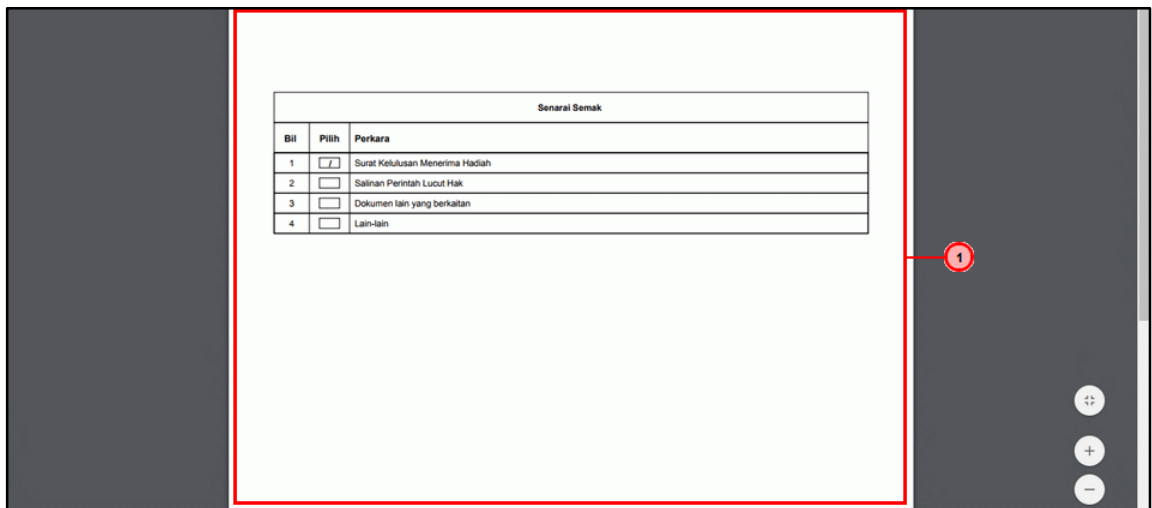 Senarai Semak
Bil Pilih Perkara
1 / Surat Kelulusan Menerima Hadiah
2 Salinan Perintah Lucut Hak
3 Dokumen lain yang berkaitan
4 Lain-lain
1